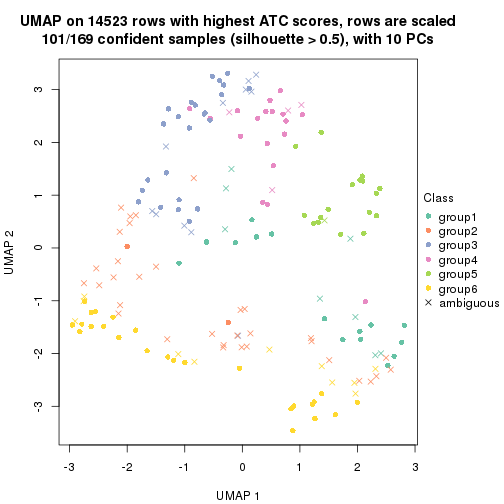 UMAP on 14523 rows with highest ATC scores, rows are scaled
101/169 confident samples (silhouette > 0.5), with 10 PCs
3
2
1
0
-1
-2
-3
UMAP 2
-3 -2 -1 0 1 2 3
UMAP 1
Class
group1
group2
group3
group4
group5
group6
ambiguous